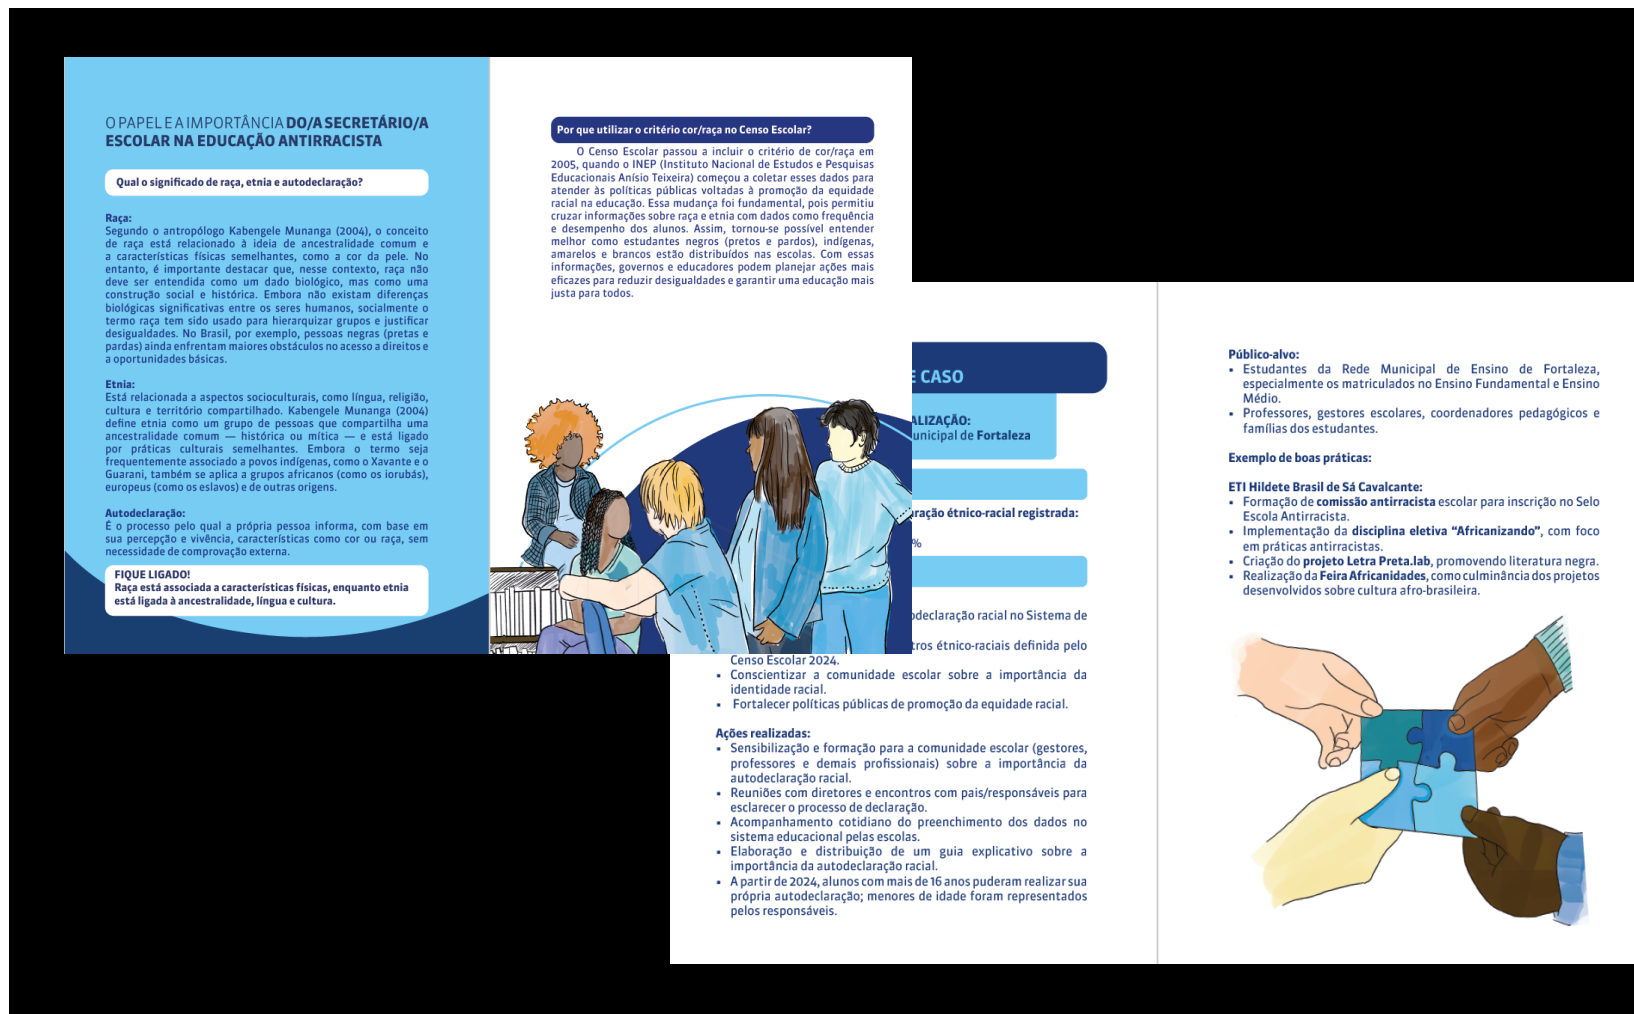 O PAPEL E A IMPORTÂNCIA DO/A SECRETÁRIO/A
ESCOLAR NA EDUCAÇÃO ANTIRRACISTA
Qual o significado de raça, etnia e autodeclaração?
Raça:
Segundo o antropólogo Kabengele Munanga (2004), o conceito
de raça está relacionado à ideia de ancestralidade comum e
a características físicas semelhantes, como a cor da pele. No
entanto, é importante destacar que, nesse contexto, raça não
deve ser entendida como um dado biológico, mas como uma
construção social e histórica. Embora não existam diferenças
biológicas significativas entre os seres humanos, socialmente o
termo raça tem sido usado para hierarquizar grupos e justificar
desigualdades. No Brasil, por exemplo, pessoas negras (pretas e
pardas) ainda enfrentam maiores obstáculos no acesso a direitos e
a oportunidades básicas.
Etnia:
Está relacionada a aspectos socioculturais, como língua, religião,
cultura e território compartilhado. Kabengele Munanga (2004)
define etnia como um grupo de pessoas que compartilha uma
ancestralidade comum — histórica ou mítica — e está ligado
por práticas culturais semelhantes. Embora o termo seja
frequentemente associado a povos indígenas, como o Xavante e o
Guarani, também se aplica a grupos africanos (como os iorubás),
europeus (como os eslavos) e de outras origens.
Autodeclaração:
É o processo pelo qual a própria pessoa informa, com base em
sua percepção e vivência, características como cor ou raça, sem
necessidade de comprovação externa.
FIQUE LIGADO!
Raça está associada a características físicas, enquanto etnia
está ligada à ancestralidade, língua e cultura.
Por que utilizar o critério cor/raça no Censo Escolar?
O Censo Escolar passou a incluir o critério de cor/raça em
2005, quando o INEP (Instituto Nacional de Estudos e Pesquisas
Educacionais Anísio Teixeira) começou a coletar esses dados para
atender às políticas públicas voltadas à promoção da equidade
racial na educação. Essa mudança foi fundamental, pois permitiu
cruzar informações sobre raça e etnia com dados como frequência
e desempenho dos alunos. Assim, tornou-se possível entender
melhor como estudantes negros (pretos e pardos), indígenas,
amarelos e brancos estão distribuídos nas escolas. Com essas
informações, governos e educadores podem planejar ações mais
eficazes para reduzir desigualdades e garantir uma educação mais
justa para todos.
CASO
ALIZAÇÃO:
unicipal de Fortaleza
ração étnico-racial registrada:
%
odeclaração racial no Sistema de
tros étnico-raciais definida pelo
Censo Escolar 2024.
▪ Conscientizar a comunidade escolar sobre a importância da
identidade racial.
▪ Fortalecer políticas públicas de promoção da equidade racial.
Ações realizadas:
▪ Sensibilização e formação para a comunidade escolar (gestores,
professores e demais profissionais) sobre a importância da
autodeclaração racial.
▪ Reuniões com diretores e encontros com pais/responsáveis para
esclarecer o processo de declaração.
▪ Acompanhamento cotidiano do preenchimento dos dados no
sistema educacional pelas escolas.
▪ Elaboração e distribuição de um guia explicativo sobre a
importância da autodeclaração racial.
▪ A partir de 2024, alunos com mais de 16 anos puderam realizar sua
própria autodeclaração; menores de idade foram representados
pelos responsáveis.
Público-alvo:
▪ Estudantes da Rede Municipal de Ensino de Fortaleza,
especialmente os matriculados no Ensino Fundamental e Ensino
Médio.
▪ Professores, gestores escolares, coordenadores pedagógicos e
famílias dos estudantes.
Exemplo de boas práticas:
ETI Hildete Brasil de Sá Cavalcante:
▪ Formação de comissão antirracista escolar para inscrição no Selo
Escola Antirracista.
▪ Implementação da disciplina eletiva “Africanizando”, com foco
em práticas antirracistas.
▪ Criação do projeto Letra Preta.lab, promovendo literatura negra.
▪ Realização da Feira Africanidades, como culminância dos projetos
desenvolvidos sobre cultura afro-brasileira.